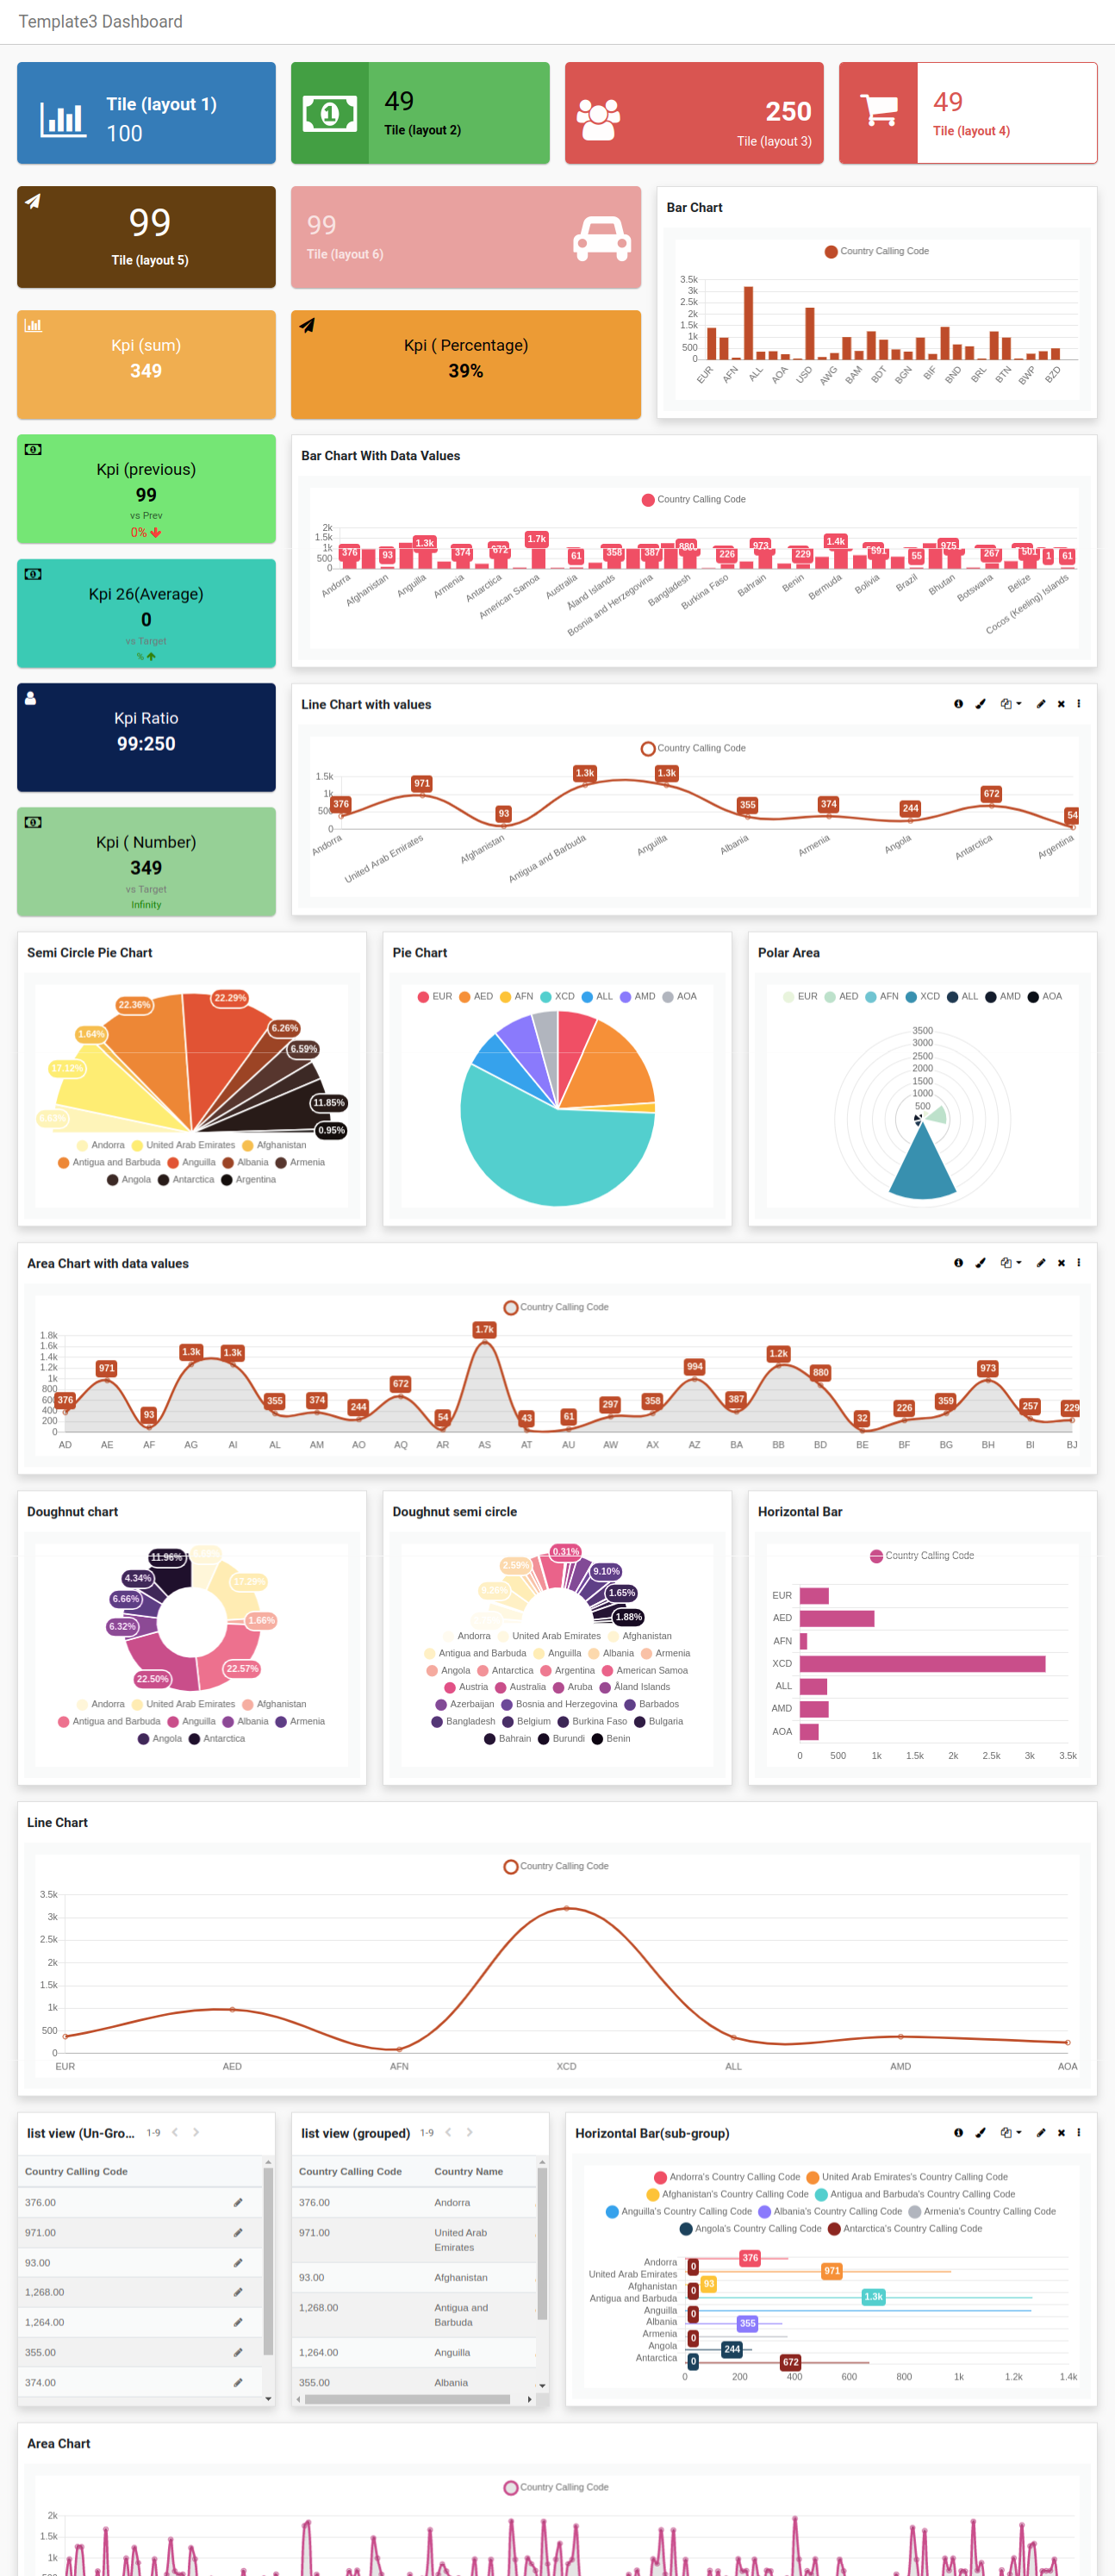 Template3 Dashboard
Tile (layout 1)
100
49
Tile (layout 2)
250
Tile (layout 3)
49
Tile (layout 4)
99
Tile (layout 5)
99
Tile (layout 6)
Kpi (sum)
349
Kpi ( Percentage)
39%
Bar Chart
Country Calling Code
3.5k
3k
2.5k
2k
1.5k
1k
500
0
EUR AFN ALL AOA USD AWG BAM BDT BGN BIF BND BRL BTN BWP BZD
Kpi (previous)
99
vs Prev
0%
Kpi 26(Average)
0
vs Target
%
Kpi Ratio
99:250
Kpi ( Number)
349
vs Target
Infinity
Bar Chart With Data Values
Country Calling Code
2k
1.5k
1k
500
0
376 93 1.3k 374 672 1.7k 61 358 387 880 226 973 229 1.4k 591 55 975 267 501 1 61
Andorra Afghanistan Anguilla Armenia Antarctica American Samoa Australia Åland Islands Bosnia and Herzegovina Bangladesh Burkina Faso Bahrain Benin Bermuda Bolivia Brazil Bhutan Botswana Belize Cocos (Keeling) Islands
Line Chart with values
Country Calling Code
1.5k
1k
500
0
376 971 93 1.3k 1.3k 355 374 244 672 54
Andorra United Arab Emirates Afghanistan Antigua and Barbuda Anguilla Albania Armenia Angola Antarctica Argentina
Semi Circle Pie Chart
22.36% 22.29%
1.64% 6.26%
6.59%
17.12%
11.85%
6.63% 0.95%
Andorra United Arab Emirates Afghanistan
Antigua and Barbuda Anguilla Albania Armenia
Angola Antarctica Argentina
Pie Chart
EUR AED AFN XCD ALL AMD AOA
Polar Area
EUR AED AFN XCD ALL AMD AOA
3500
3000
2500
2000
1500
1000
500
Area Chart with data values
Country Calling Code
1.8k
1.6k
1.4k
1.2k
1k
800
600
400
200
0
376 971 93 1.3k 1.3k 355 374 244 672 54 1.7k 43 61 297 358 994 387 1.2k 880 32 226 359 973 257 229
AD AE AF AG AI AL AM AO AQ AR AS AT AU AW AX AZ BA BB BD BE BF BG BH BI BJ
Doughnut chart
11.96%
4.34% 17.29%
6.66%
6.32% 1.66%
22.50% 22.57%
Andorra United Arab Emirates Afghanistan
Antigua and Barbuda Anguilla Albania Armenia
Angola Antarctica
Doughnut semi circle
0.31%
2.59% 9.10%
9.26% 1.65%
1.88%
Andorra United Arab Emirates Afghanistan
Antigua and Barbuda Anguilla Albania Armenia
Angola Antarctica Argentina American Samoa
Austria Australia Aruba Åland Islands
Azerbaijan Bosnia and Herzegovina Barbados
Bangladesh Belgium Burkina Faso Bulgaria
Bahrain Burundi Benin
Horizontal Bar
Country Calling Code
EUR
AED
AFN
XCD
ALL
AMD
AOA
0 500 1k 1.5k 2k 2.5k 3k 3.5k
Line Chart
Country Calling Code
3.5k
3k
2.5k
2k
1.5k
1k
500
0
EUR AED AFN XCD ALL AMD AOA
list view (Un-Gro... 1-9
Country Calling Code
376.00
971.00
93.00
1,268.00
1,264.00
355.00
374.00
list view (grouped) 1-9
Country Calling Code Country Name
376.00 Andorra
971.00 United Arab
Emirates
93.00 Afghanistan
1,268.00 Antigua and
Barbuda
1,264.00 Anguilla
355.00 Albania
Horizontal Bar(sub-group)
Andorra's Country Calling Code United Arab Emirates's Country Calling Code
Afghanistan's Country Calling Code Antigua and Barbuda's Country Calling Code
Anguilla's Country Calling Code Albania's Country Calling Code Armenia's Country Calling Code
Angola's Country Calling Code Antarctica's Country Calling Code
Andorra 376
0
United Arab Emirates 971
Afghanistan 0 93
Antigua and Barbuda 1.3k
Anguilla 0
Albania 355
Armenia 0
Angola 244
Antarctica 0 672
0 200 400 600 800 1k 1.2k 1.4k
Area Chart
Country Calling Code
2k
1.5k
1k